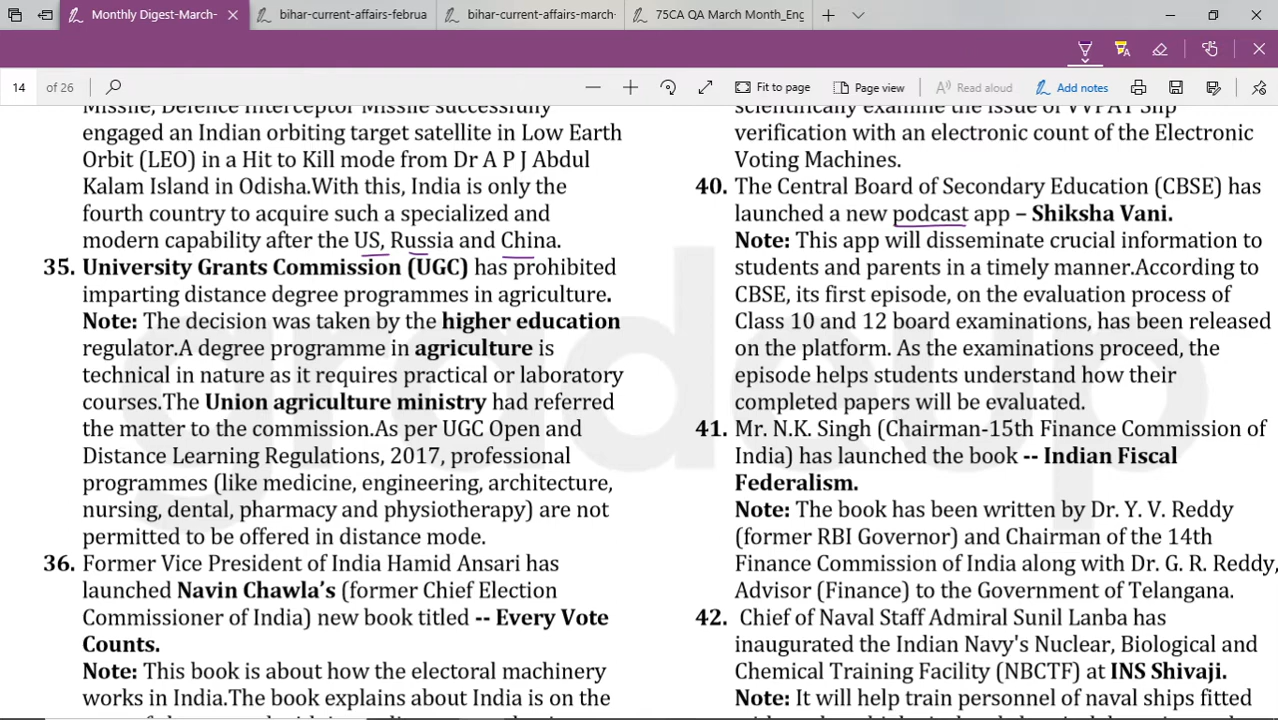 Monthly Digest-March-
bihar-current-affairs-februa
bihar-current-affairs-march-
75CA QA March Month_Eng
14 of 26
Fit to page
Page view
Read aloud
Add notes
Missile, Defence Interceptor Missile successfully
engaged an Indian orbiting target satellite in Low Earth
Orbit (LEO) in a Hit to Kill mode from Dr A P J Abdul
Kalam Island in Odisha.With this, India is only the
fourth country to acquire such a specialized and
modern capability after the US, Russia and China.
35. University Grants Commission (UGC) has prohibited
imparting distance degree programmes in agriculture.
Note: The decision was taken by the higher education
regulator.A degree programme in agriculture is
technical in nature as it requires practical or laboratory
courses.The Union agriculture ministry had referred
the matter to the commission.As per UGC Open and
Distance Learning Regulations, 2017, professional
programmes (like medicine, engineering, architecture,
nursing, dental, pharmacy and physiotherapy) are not
permitted to be offered in distance mode.
36. Former Vice President of India Hamid Ansari has
launched Navin Chawla's (former Chief Election
Commissioner of India) new book titled -- Every Vote
Counts.
Note: This book is about how the electoral machinery
works in India.The book explains about India is on the
scientifically examine the issue of VVPAT Slip
verification with an electronic count of the Electronic
Voting Machines.
40. The Central Board of Secondary Education (CBSE) has
launched a new podcast app – Shiksha Vani.
Note: This app will disseminate crucial information to
students and parents in a timely manner.According to
CBSE, its first episode, on the evaluation process of
Class 10 and 12 board examinations, has been released
on the platform. As the examinations proceed, the
episode helps students understand how their
completed papers will be evaluated.
41. Mr. N.K. Singh (Chairman-15th Finance Commission of
India) has launched the book -- Indian Fiscal
Federalism.
Note: The book has been written by Dr. Y. V. Reddy
(former RBI Governor) and Chairman of the 14th
Finance Commission of India along with Dr. G. R. Reddy,
Advisor (Finance) to the Government of Telangana.
42. Chief of Naval Staff Admiral Sunil Lanba has
inaugurated the Indian Navy's Nuclear, Biological and
Chemical Training Facility (NBCTF) at INS Shivaji.
Note: It will help train personnel of naval ships fitted
gradeup